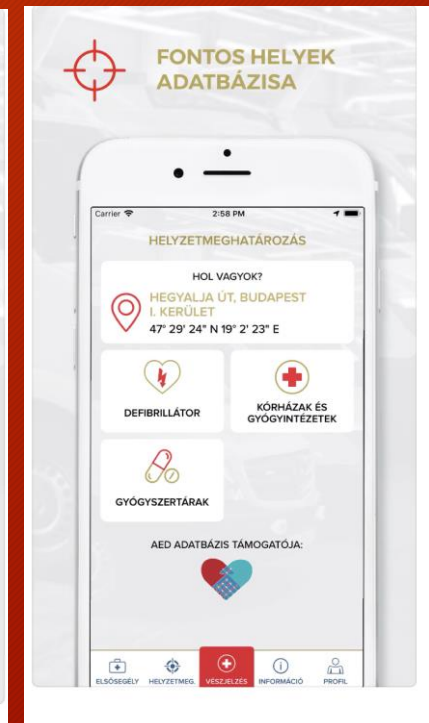 FONTOS HELYEK
ADATBÁZISA
Carrier
2:58 PM
HELYZETMEGHATÁROZÁS
HOL VAGYOK?
HEGYALJA ÚT, BUDAPEST
I. KERÜLET
47° 29' 24" N 19° 2' 23" E
DEFIBRILLÁTOR
KÓRHÁZAK ÉS
GYÓGYINTÉZETEK
GYÓGYSZERTÁRAK
AED ADATBÁZIS TÁMOGATÓJA:
ELSŐSEGÉLY
HELYZETMEG.
VÉSZJELZÉS
INFORMÁCIÓ
PROFIL